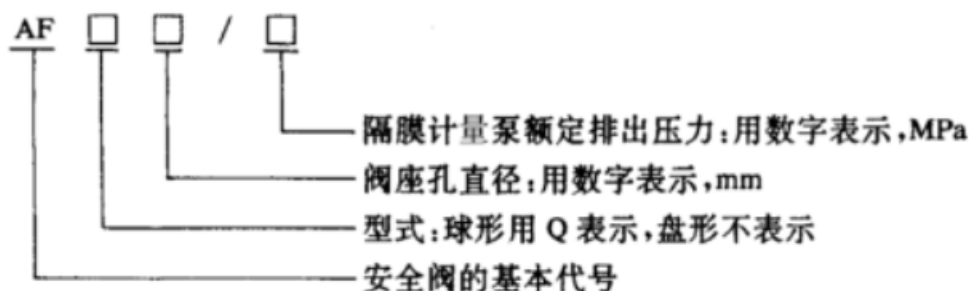 AF □ □ / □
隔膜计量泵额定排出压力:用数字表示,MPa
阀座孔直径:用数字表示,mm
型式:球形用 Q 表示,盘形不表示
安全阀的基本代号